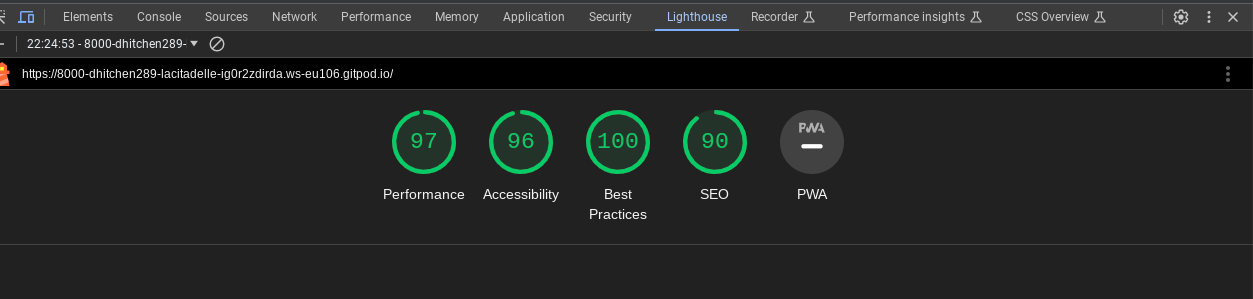 Elements Console Sources Network Performance Memory Application Security Lighthouse Recorder Performance insights CSS Overview
22:24:53 - 8000-dhitchen289-
https://8000-dhitchen289-lacitadelle-ig0r2zdirda.ws-eu106.gitpod.io/
97 96 100 90 PWA
Performance Accessibility Best Practices SEO PWA